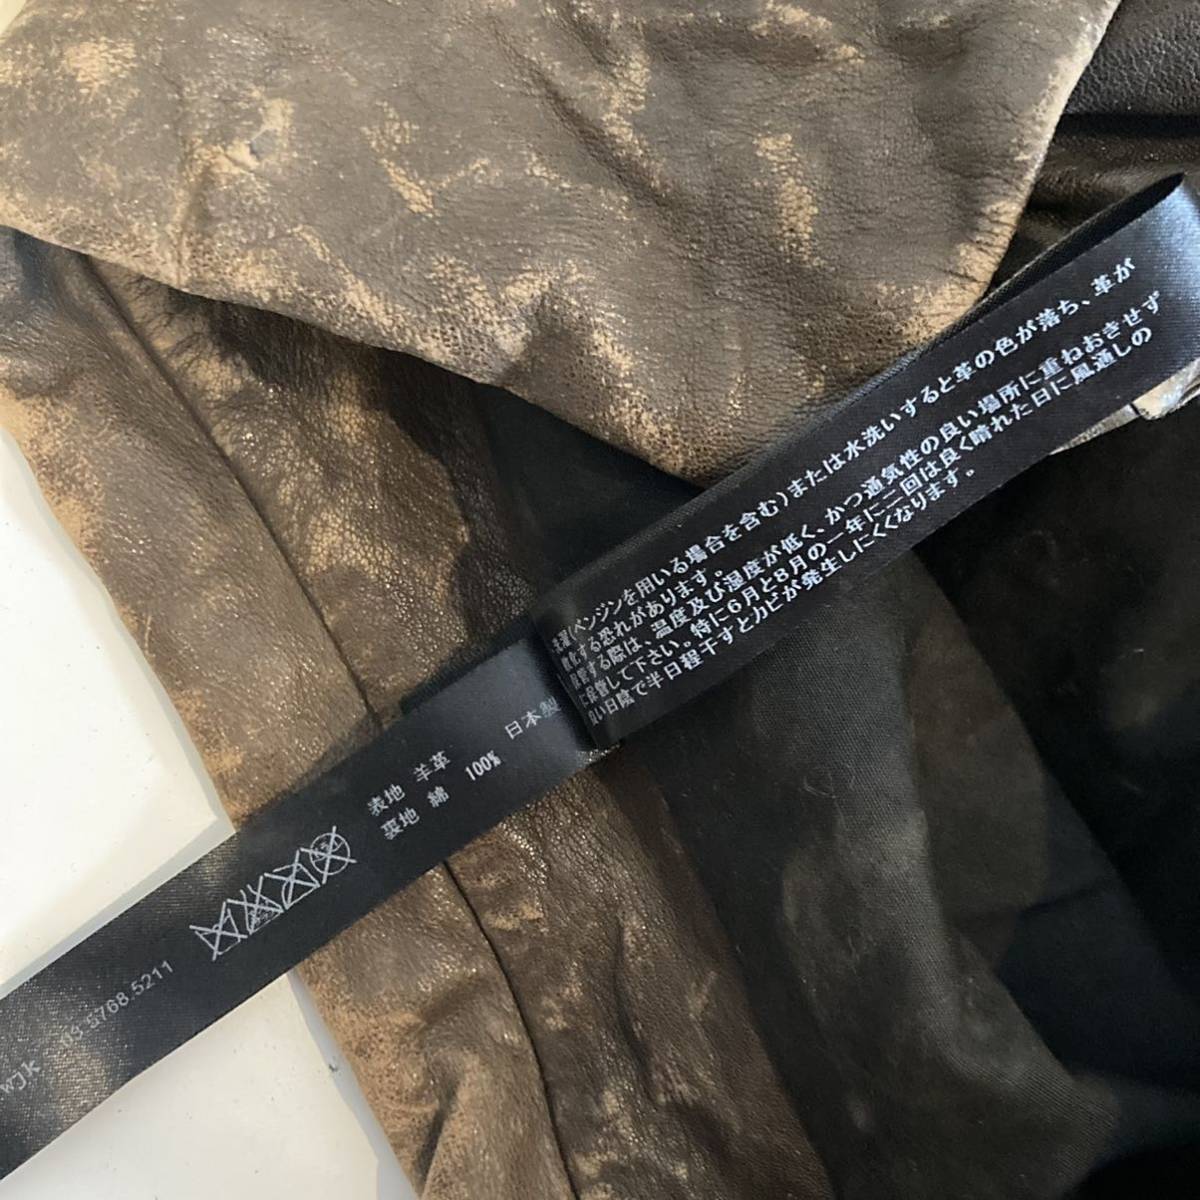 洗濯(ベンジンを用いる場合を含む)または水洗いすると革の色が落ち、革が
硬化する恐れがあります。
保管する際は、温度及び湿度が低く、かつ通気性の良い場所に重ねおきせず
に保管して下さい。特に6月と8月の一年に二回は良く晴れた日に風通しの
良い日陰で半日程干すとカビが発生しにくくなります。
表地 羊革
裏地 綿 100%
日本製
wjk 03.5768.5211